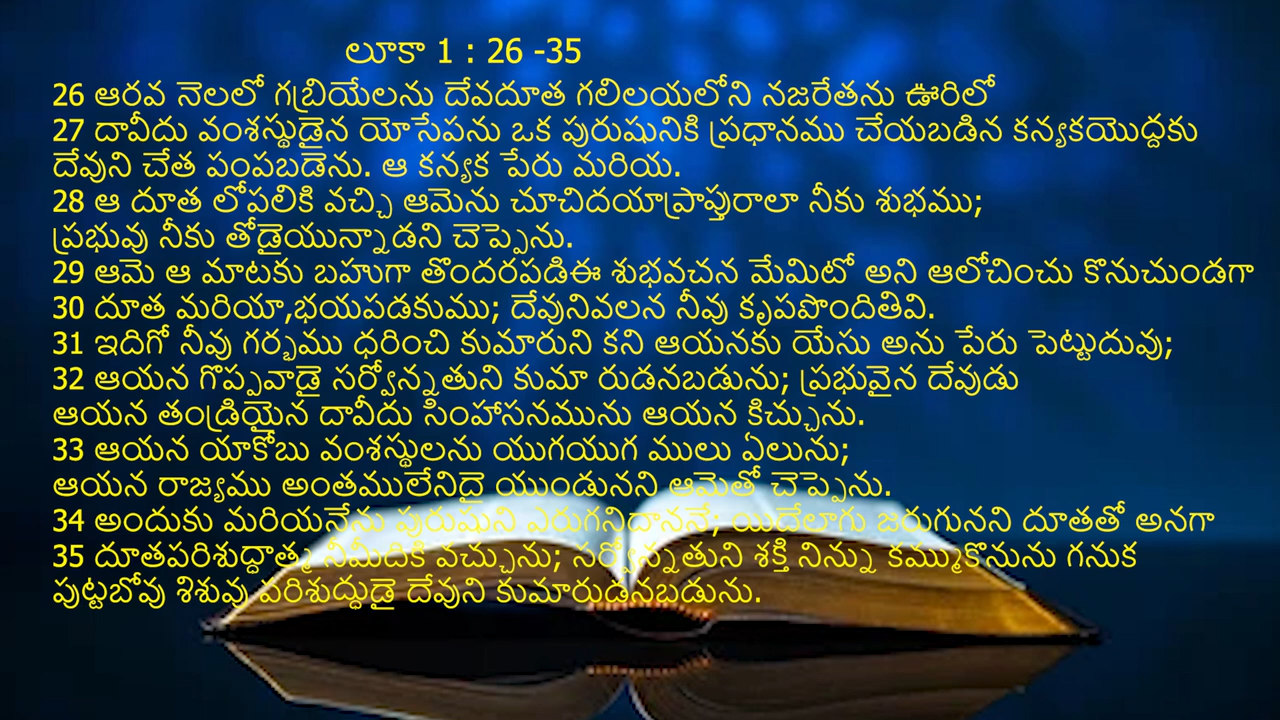 లూకా 1 : 26 -35
26 ఆరవ నెలలో గబ్రియేలను దేవదూత గలిలయలోని నజరేతను ఊరిలో
27 దావీదు వంశస్థుడైన యోసేపను ఒక పురుషునికి ప్రధానము చేయబడిన కన్యకయొద్దకు
దేవుని చేత పంపబడెను. ఆ కన్యక పేరు మరియ.
28 ఆ దూత లోపలికి వచ్చి ఆమెను చూచిదయాప్రాప్తురాలా నీకు శుభము;
ప్రభువు నీకు తోడైయున్నాడని చెప్పెను.
29 ఆమె ఆ మాటకు బహుగా తొందరపడిఈ శుభవచన మేమిటో అని ఆలోచించు కొనుచుండగా
30 దూత మరియా,భయపడకుము; దేవునివలన నీవు కృపపొందితివి.
31 ఇదిగో నీవు గర్భము ధరించి కుమారుని కని ఆయనకు యేసు అను పేరు పెట్టుదువు;
32 ఆయన గొప్పవాడై సర్వోన్నతుని కుమా రుడనబడును; ప్రభువైన దేవుడు
ఆయన తండ్రియైన దావీదు సింహాసనమును ఆయన కిచ్చును.
33 ఆయన యాకోబు వంశస్థులను యుగయుగ ములు ఏలును;
ఆయన రాజ్యము అంతములేనిదై యుండునని ఆమెతో చెప్పెను.
34 అందుకు మరియనేను పురుషుని ఎరుగనిదాననే; యిదేలాగు జరుగునని దూతతో అనగా
35 దూతపరిశుద్ధాత్మ నీమీదికి వచ్చును; సర్వోన్నతుని శక్తి నిన్ను కమ్ముకొనును గనుక
పుట్టబోవు శిశువు పరిశుద్ధుడై దేవుని కుమారుడనబడును.